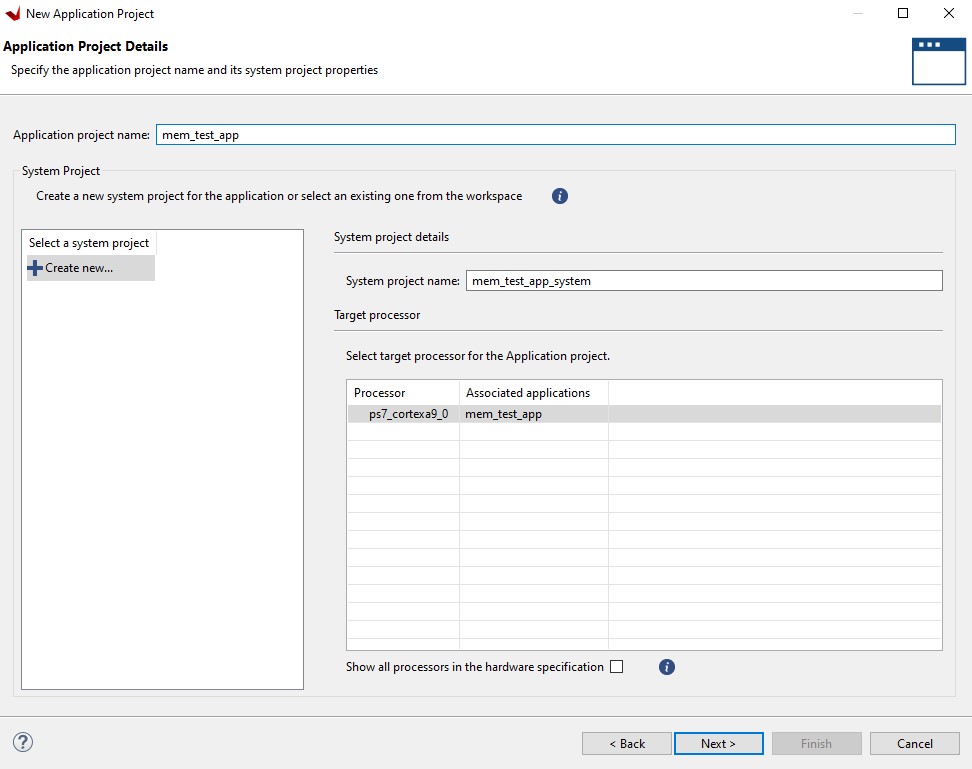 New Application Project
Application Project Details
Specify the application project name and its system project properties
Application project name: mem_test_app
System Project
Create a new system project for the application or select an existing one from the workspace
Select a system project
Create new...
System project details
System project name: mem_test_app_system
Target processor
Select target processor for the Application project.
Processor Associated applications
ps7_cortexa9_0 mem_test_app
Show all processors in the hardware specification
< Back Next > Finish Cancel